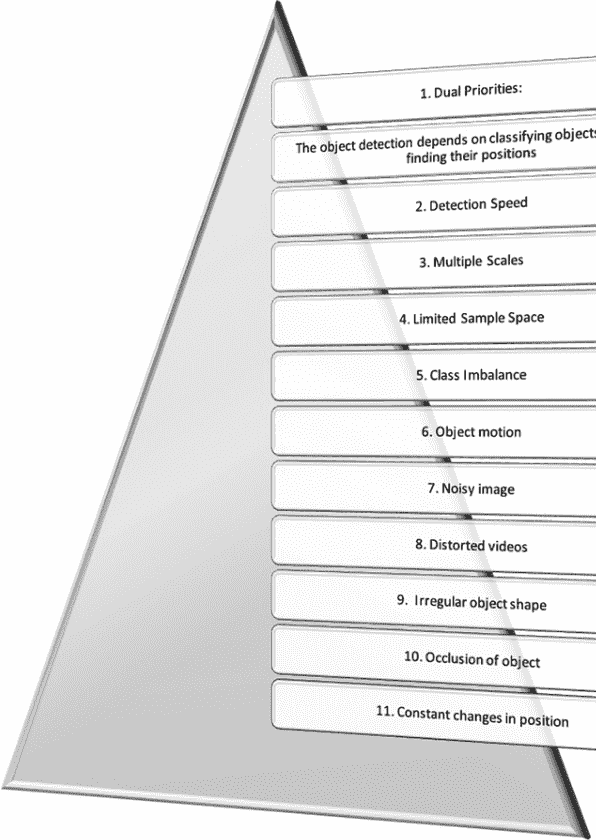 1. Dual Priorities:
The object detection depends on classifying objects
finding their positions
2. Detection Speed
3. Multiple Scales
4. Limited Sample Space
5. Class Imbalance
6. Object motion
7. Noisy image
8. Distorted videos
9. Irregular object shape
10. Occlusion of object
11. Constant changes in position